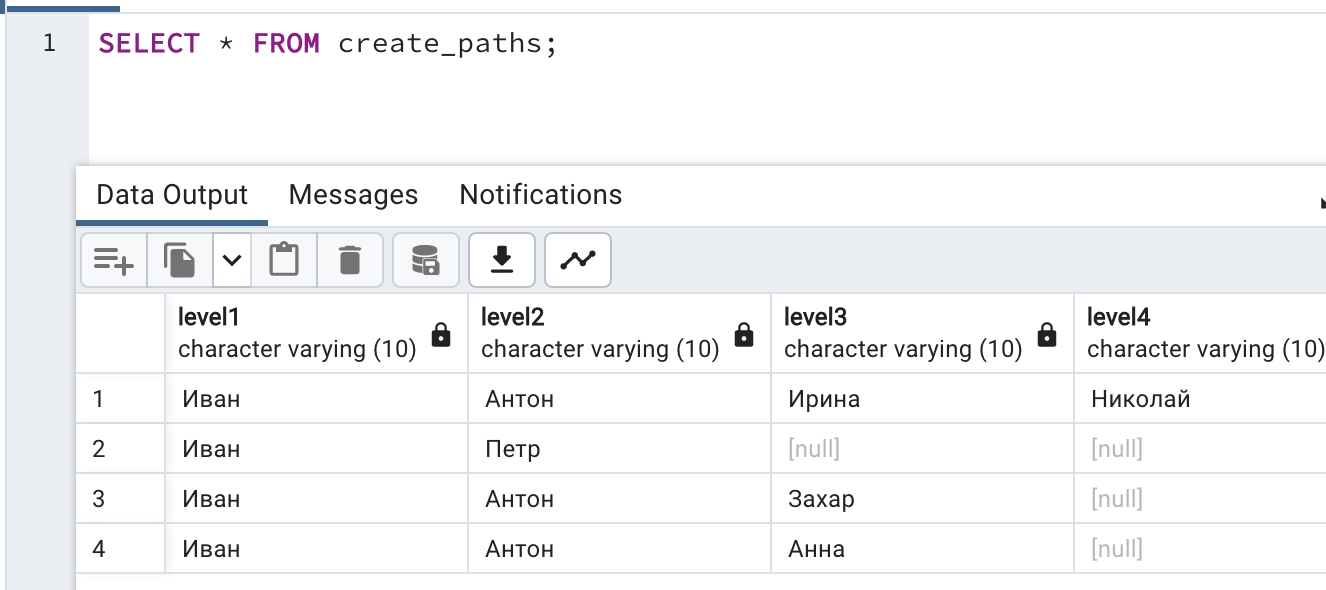 1 SELECT * FROM create_paths;
Data Output Messages Notifications
level1 level2 level3 level4
character varying (10) character varying (10) character varying (10) character varying (10)
1 Иван Антон Ирина Николай
2 Иван Петр [null] [null]
3 Иван Антон Захар [null]
4 Иван Антон Анна [null]